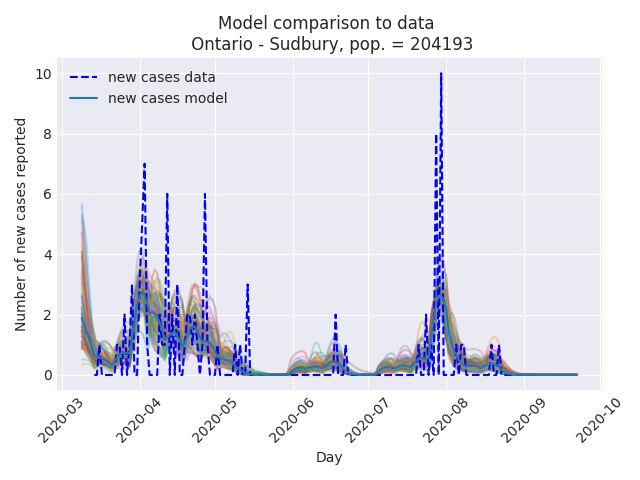 Model comparison to data
Ontario - Sudbury, pop. = 204193
new cases data
new cases model
Number of new cases reported
10
8
6
4
2
0
2020-03
2020-04
2020-05
2020-06
2020-07
2020-08
2020-09
2020-10
Day